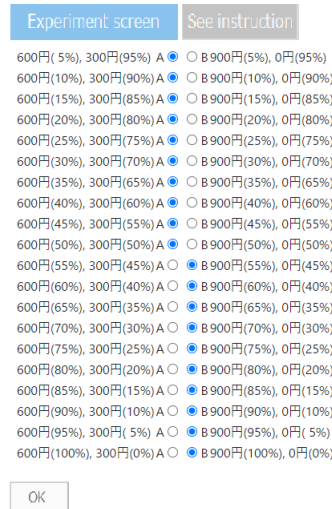 Experiment screen See instruction
600円( 5%), 300円(95%) A B 900円(5%), 0円(95%)
600円(10%), 300円(90%) A B 900円(10%), 0円(90%)
600円(15%), 300円(85%) A B 900円(15%), 0円(85%)
600円(20%), 300円(80%) A B 900円(20%), 0円(80%)
600円(25%), 300円(75%) A B 900円(25%), 0円(75%)
600円(30%), 300円(70%) A B 900円(30%), 0円(70%)
600円(35%), 300円(65%) A B 900円(35%), 0円(65%)
600円(40%), 300円(60%) A B 900円(40%), 0円(60%)
600円(45%), 300円(55%) A B 900円(45%), 0円(55%)
600円(50%), 300円(50%) A B 900円(50%), 0円(50%)
600円(55%), 300円(45%) A B 900円(55%), 0円(45%)
600円(60%), 300円(40%) A B 900円(60%), 0円(40%)
600円(65%), 300円(35%) A B 900円(65%), 0円(35%)
600円(70%), 300円(30%) A B 900円(70%), 0円(30%)
600円(75%), 300円(25%) A B 900円(75%), 0円(25%)
600円(80%), 300円(20%) A B 900円(80%), 0円(20%)
600円(85%), 300円(15%) A B 900円(85%), 0円(15%)
600円(90%), 300円(10%) A B 900円(90%), 0円(10%)
600円(95%), 300円( 5%) A B 900円(95%), 0円( 5%)
600円(100%), 300円(0%) A B 900円(100%), 0円(0%)
OK